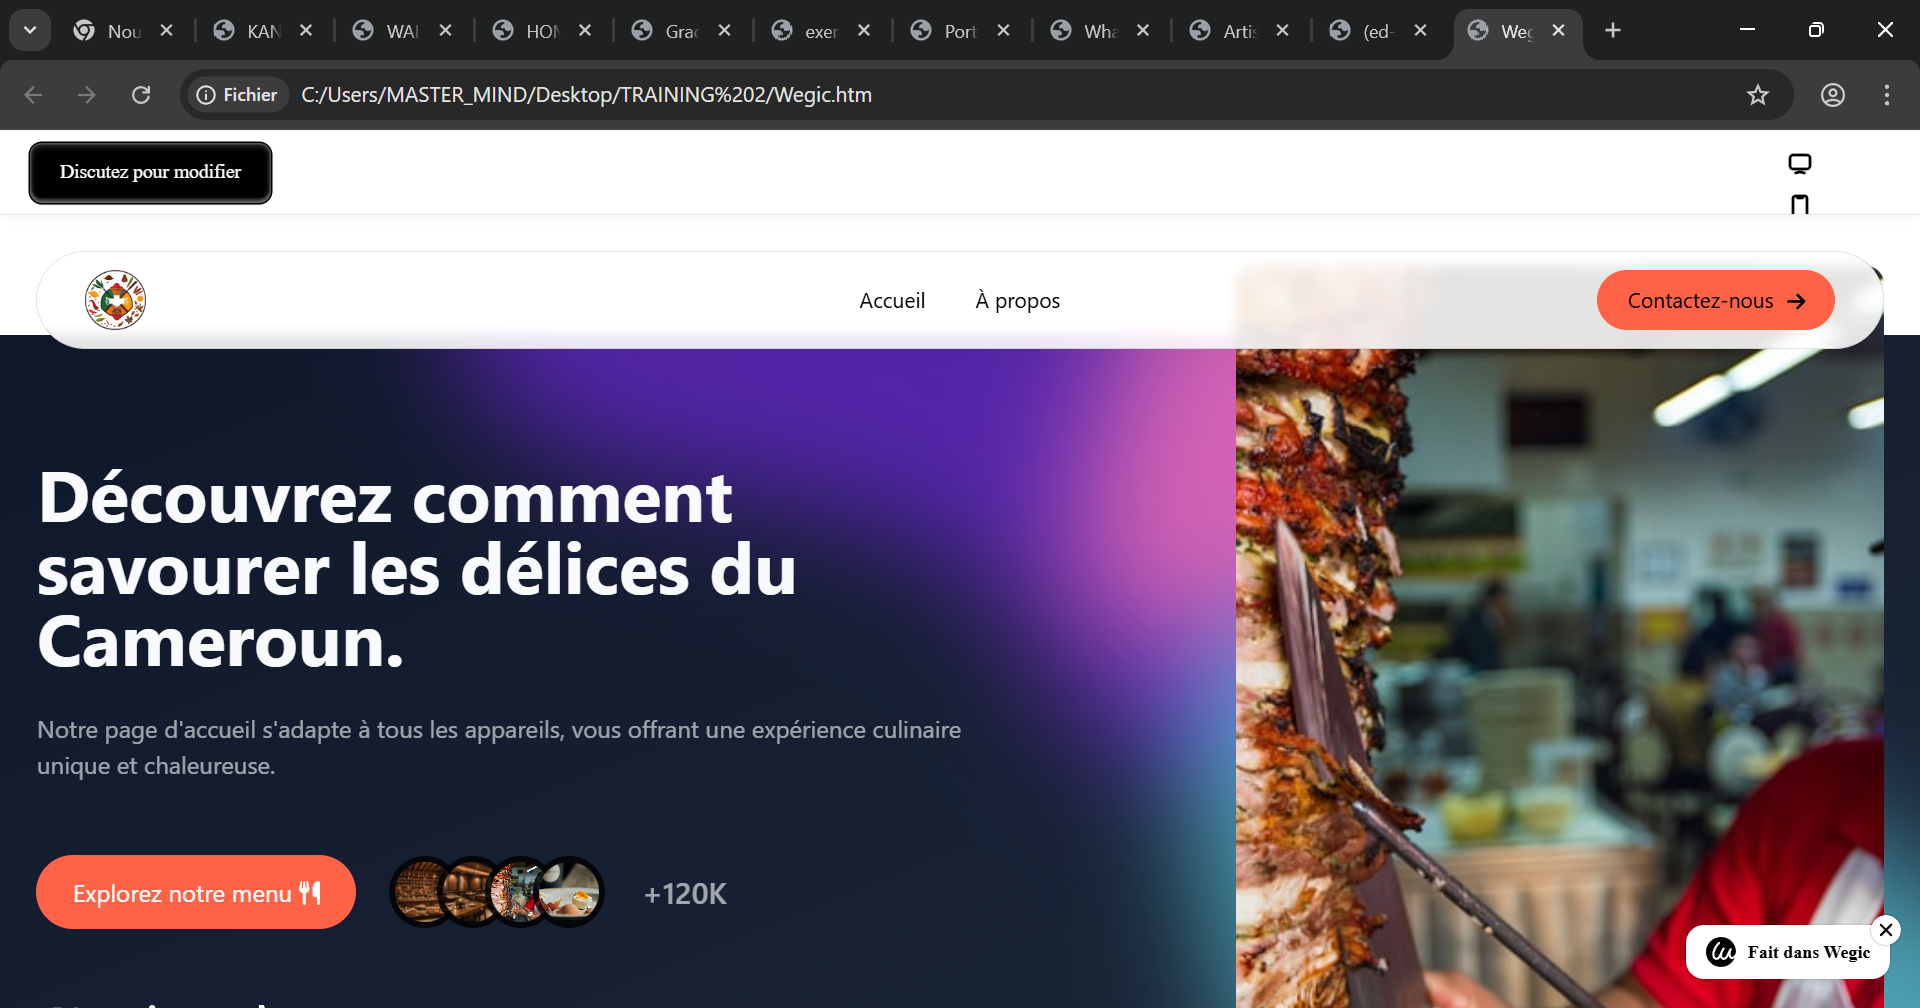 Nou
KAN
WAI
HOM
Grac
exer
Port
Wha
Artis
(ed-
Weg
Fichier
C:/Users/MASTER_MIND/Desktop/TRAINING%202/Wegic.htm
Discutez pour modifier
Accueil
À propos
Contactez-nous
Découvrez comment
savourer les délices du
Cameroun.
Notre page d'accueil s'adapte à tous les appareils, vous offrant une expérience culinaire
unique et chaleureuse.
Explorez notre menu
+120K
Fait dans Wegic